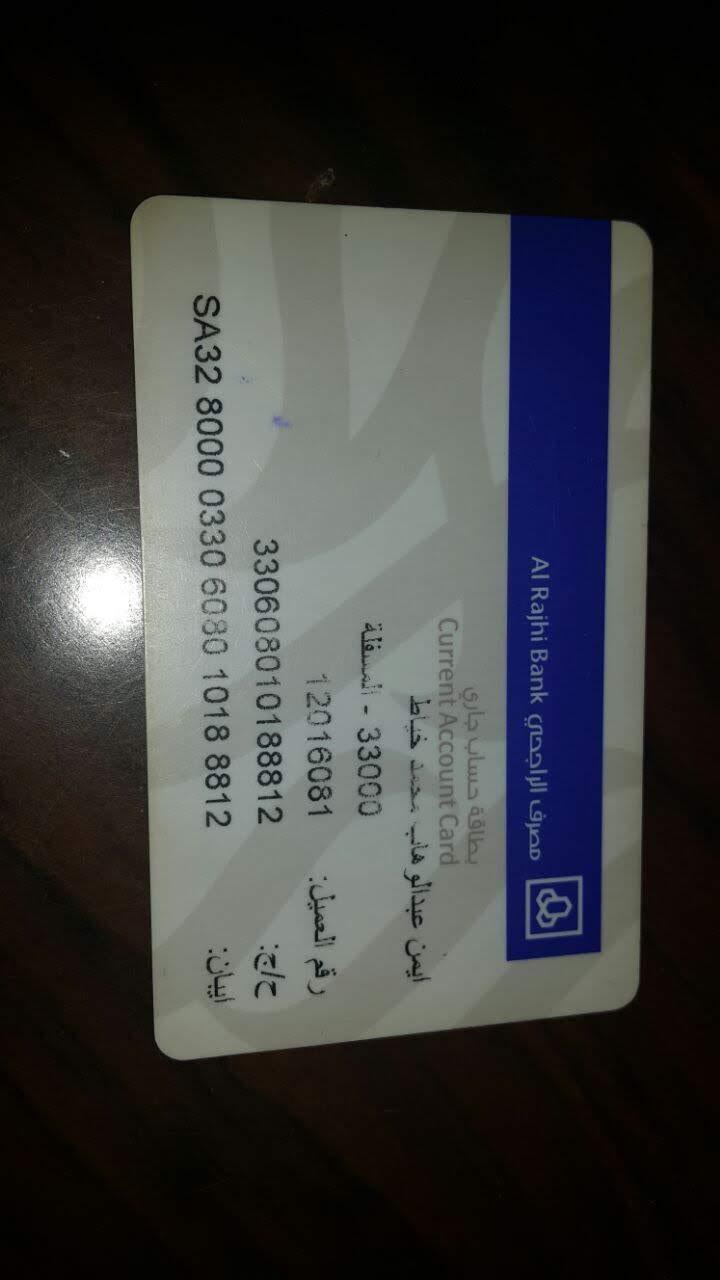 Al Rajhi Bank مصرف الراجحي
بطاقة حساب جاري
Current Account Card
ايمن عبدالوهاب محمد خياط
33000 - المسفلة
رقم العميل: 12016081
ح/ج: 330608010188812
ايبان: SA32 8000 0330 6080 1018 8812